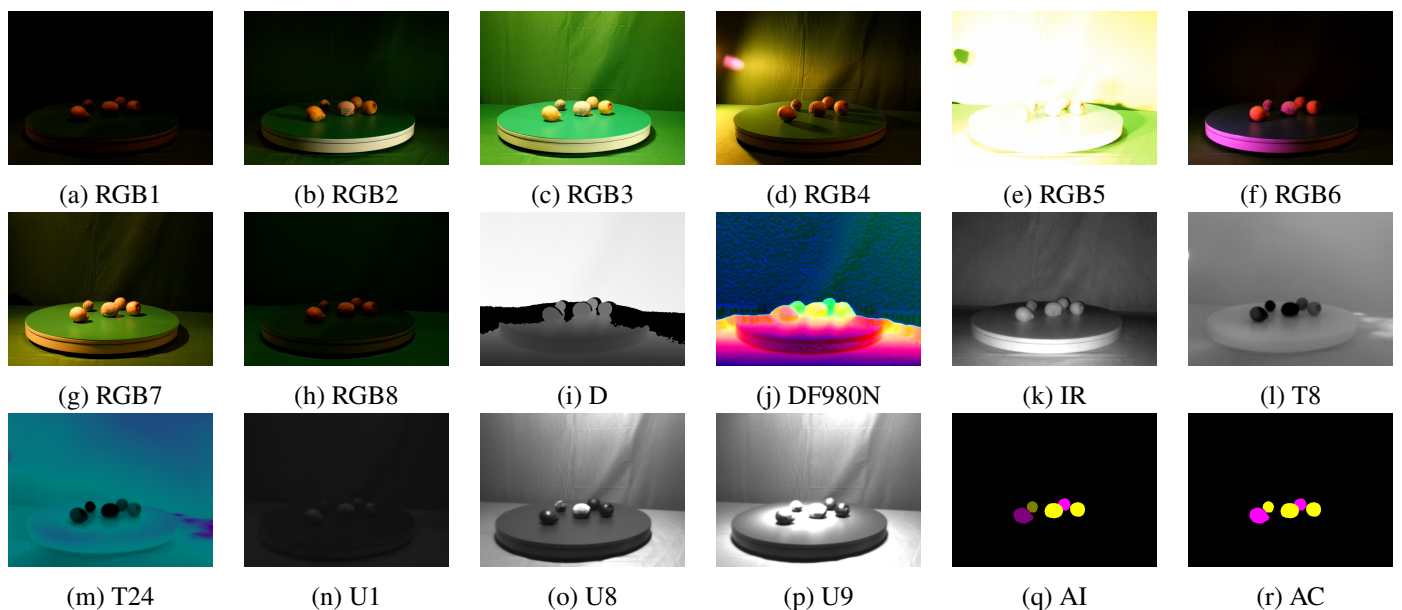 (a) RGB1 (b) RGB2 (c) RGB3 (d) RGB4 (e) RGB5 (f) RGB6
(g) RGB7 (h) RGB8 (i) D (j) DF980N (k) IR (l) T8
(m) T24 (n) U1 (o) U8 (p) U9 (q) AI (r) AC